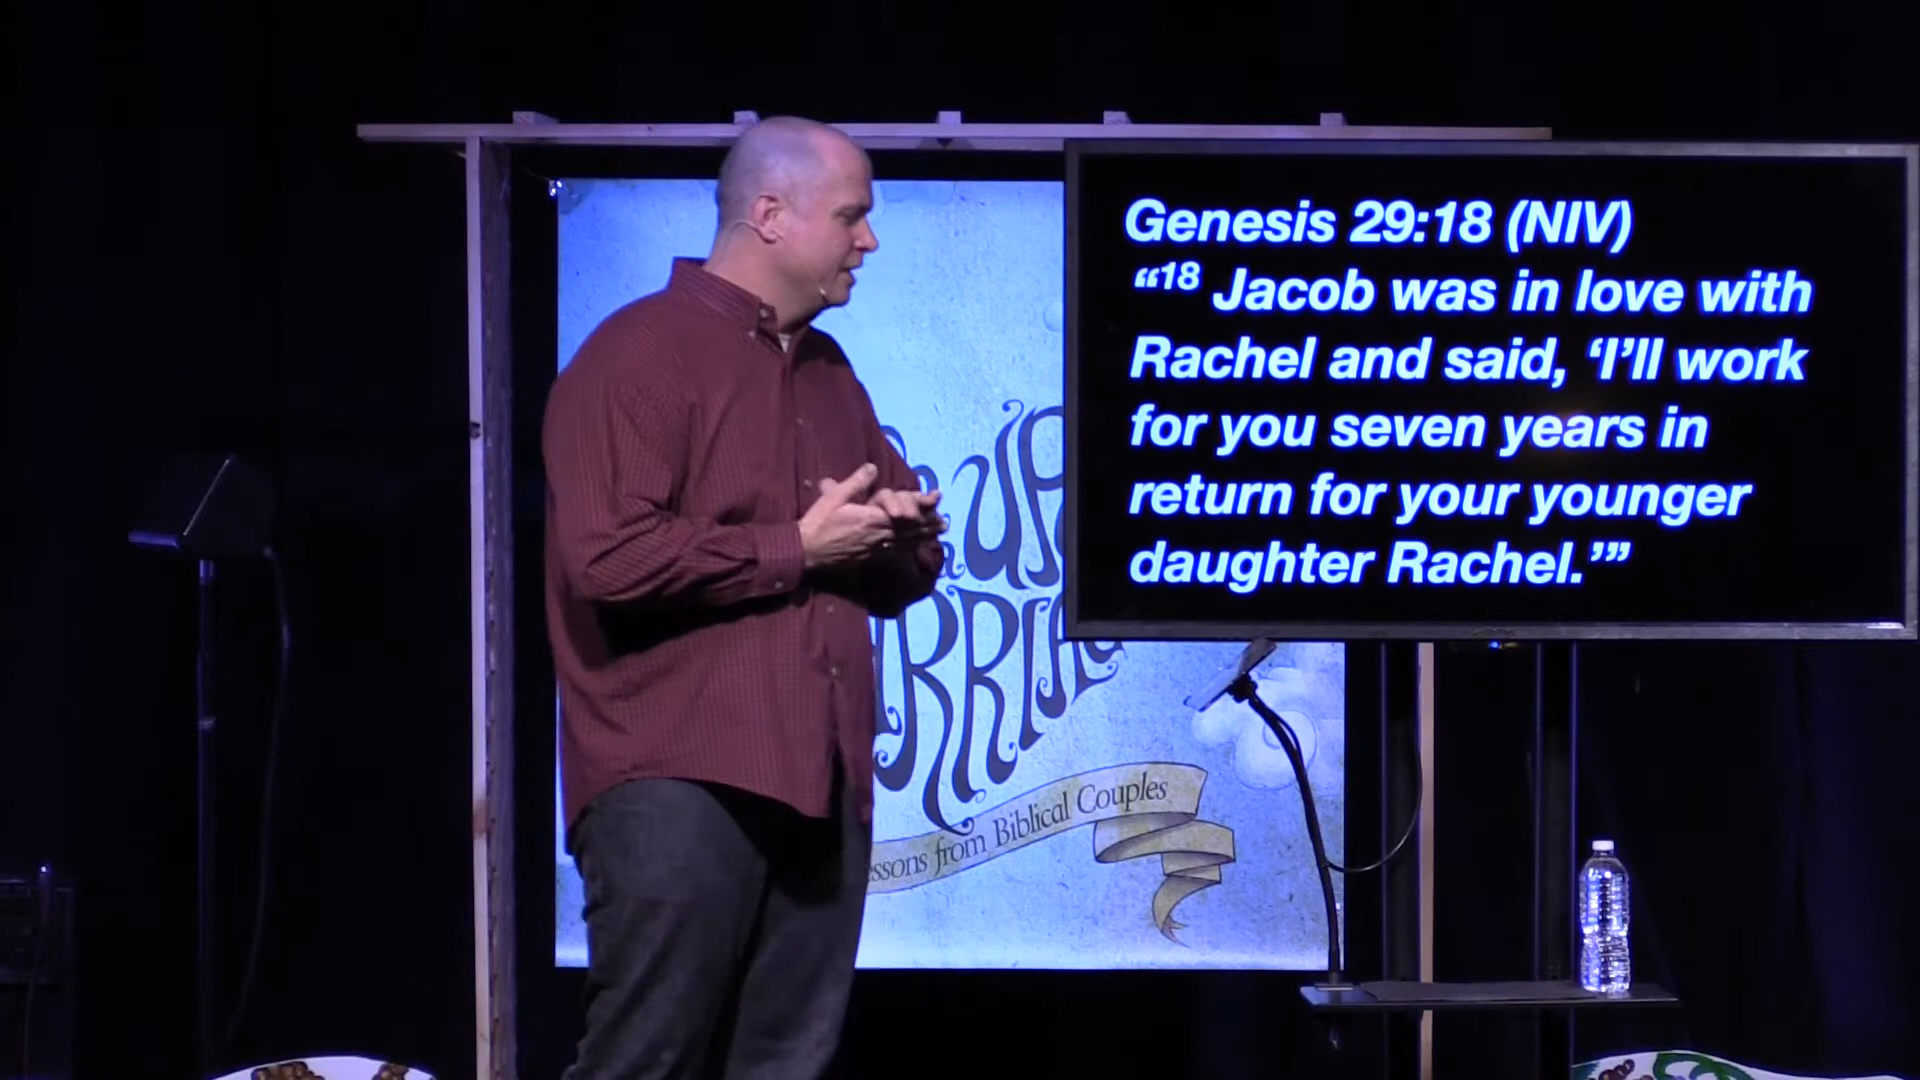 Genesis 29:18 (NIV)
“18 Jacob was in love with
Rachel and said, ‘I’ll work
for you seven years in
return for your younger
daughter Rachel.’”
from Biblical Couples